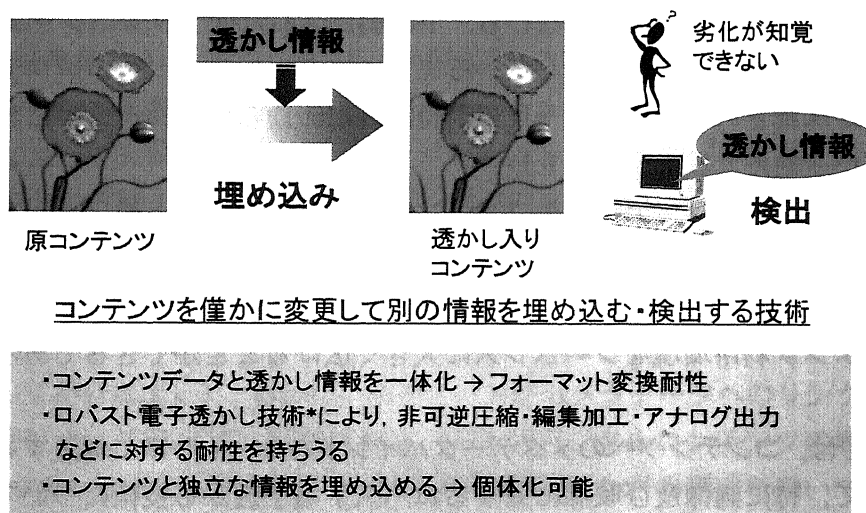 透かし情報
劣化が知覚
できない
透かし情報
埋め込み
検出
原コンテンツ
透かし入り
コンテンツ
コンテンツを僅かに変更して別の情報を埋め込む・検出する技術
・コンテンツデータと透かし情報を一体化 → フォーマット変換耐性
・ロバスト電子透かし技術*により, 非可逆圧縮・編集加工・アナログ出力
などに対する耐性を持ちうる
・コンテンツと独立な情報を埋め込める → 個体化可能